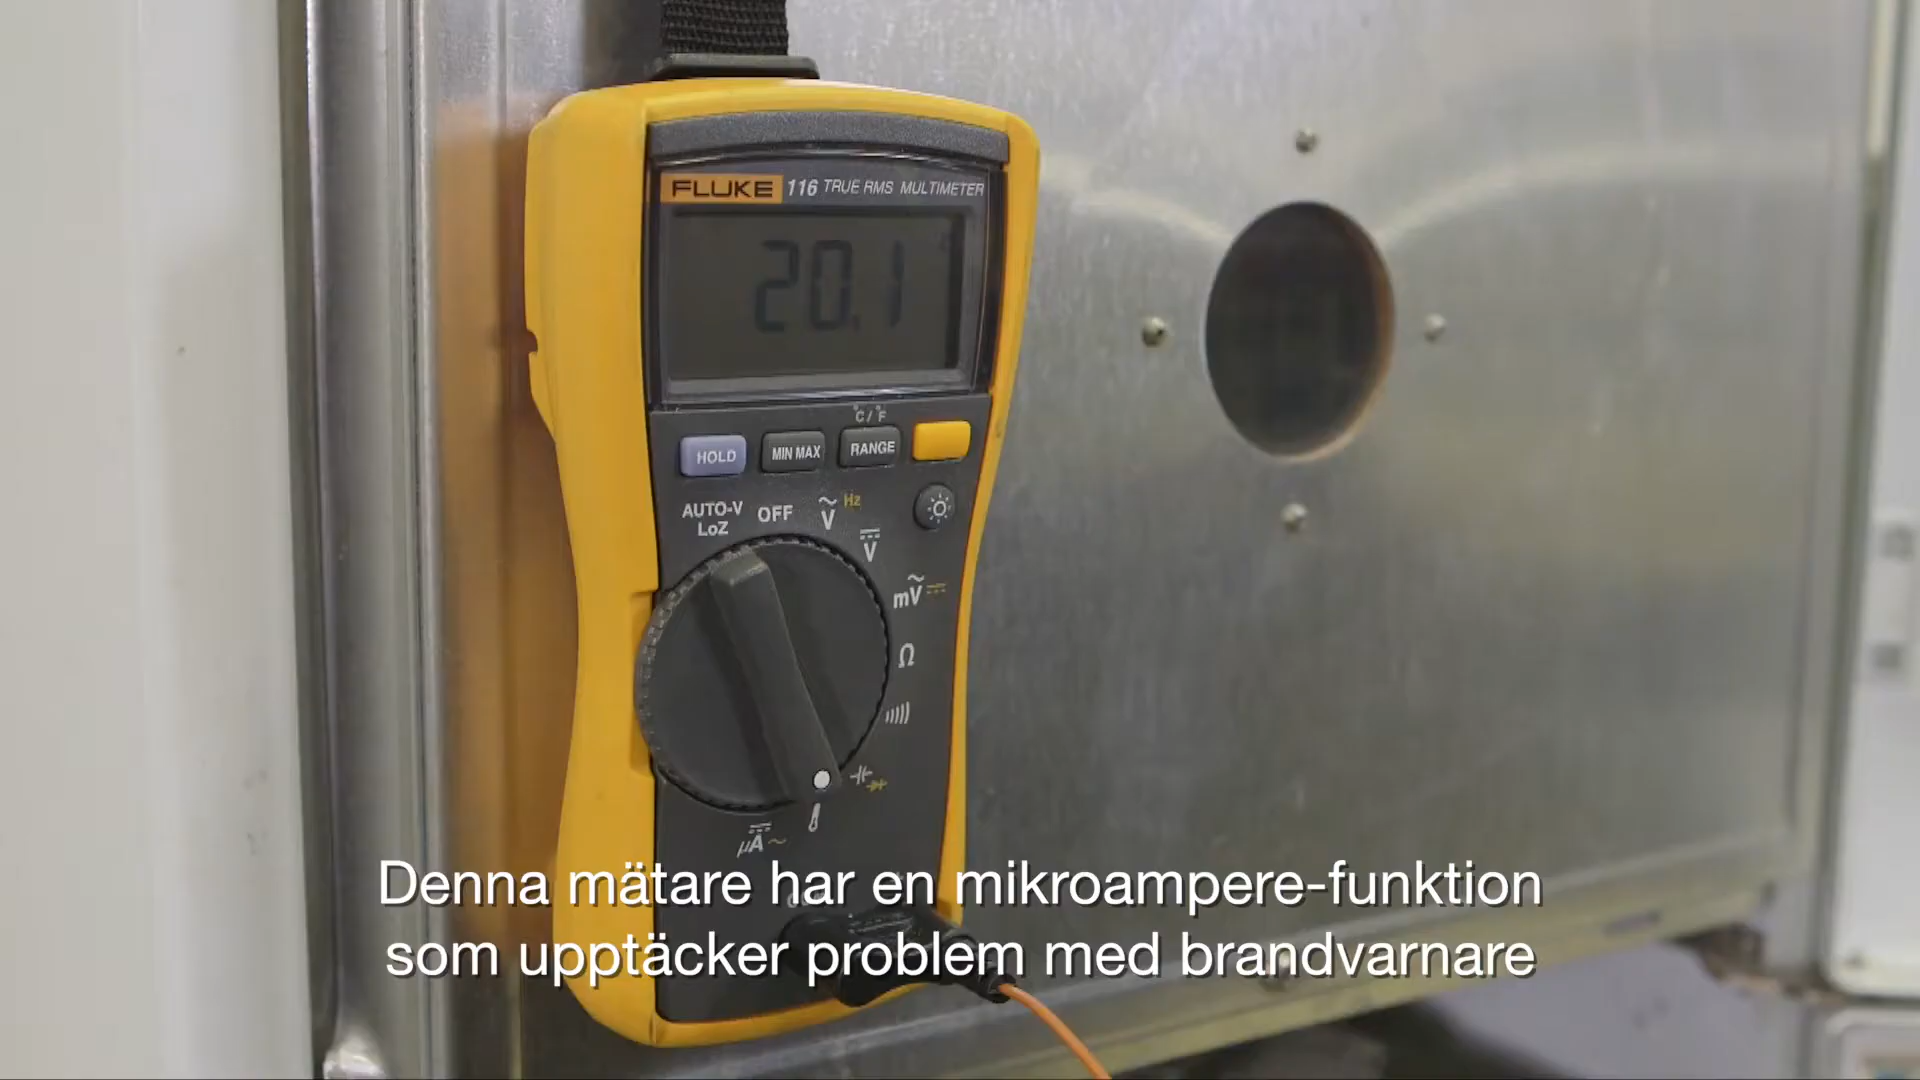 FLUKE 116 TRUE RMS MULTIMETER
20.1
°C/°F
HOLD MIN MAX RANGE
AUTO-V
LoZ
OFF
V Hz
V
mV
Ω
µA
Denna mätare har en mikroampere-funktion
som upptäcker problem med brandvarnare